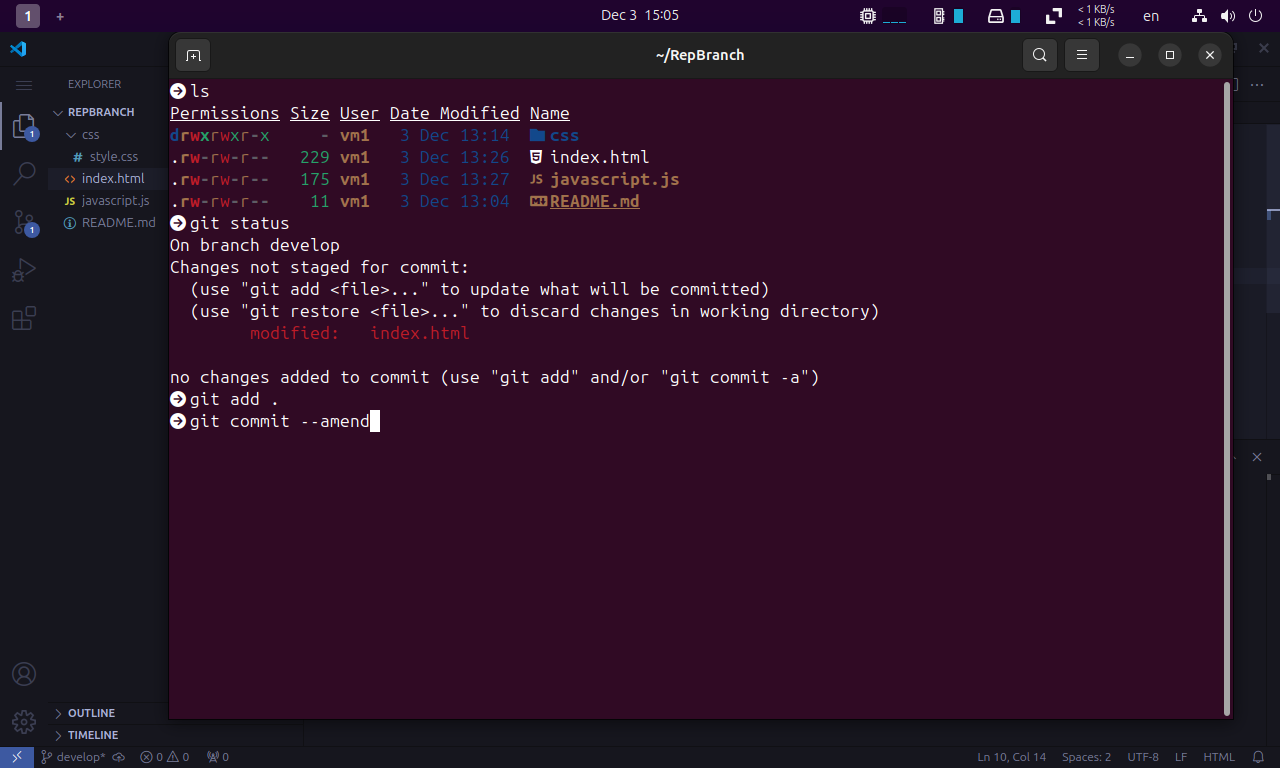 1 + Dec 3 15:05 < 1 KB/s en
< 1 KB/s
~/RepBranch
EXPLORER
REPBRANCH
css
# style.css
<> index.html
JS javascript.js
README.md
1
1
ls
Permissions Size User Date Modified Name
drwxrwxr-x - vm1 3 Dec 13:14 css
.rw-rw-r-- 229 vm1 3 Dec 13:26 index.html
.rw-rw-r-- 175 vm1 3 Dec 13:27 JS javascript.js
.rw-rw-r-- 11 vm1 3 Dec 13:04 README.md
git status
On branch develop
Changes not staged for commit:
(use "git add <file>..." to update what will be committed)
(use "git restore <file>..." to discard changes in working directory)
modified: index.html
no changes added to commit (use "git add" and/or "git commit -a")
git add .
git commit --amend
OUTLINE
TIMELINE
develop* 0 0 0 Ln 10, Col 14 Spaces: 2 UTF-8 LF HTML